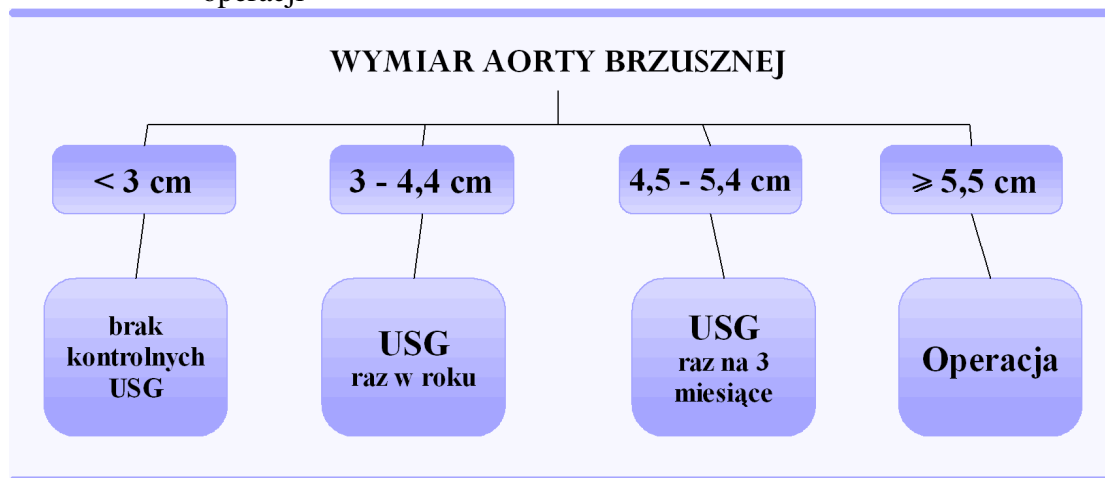 operacji
WYMIAR AORTY BRZUSZNEJ
< 3 cm
3 - 4,4 cm
4,5 - 5,4 cm
⩾ 5,5 cm
brak
kontrolnych
USG
USG
raz w roku
USG
raz na 3
miesiące
Operacja